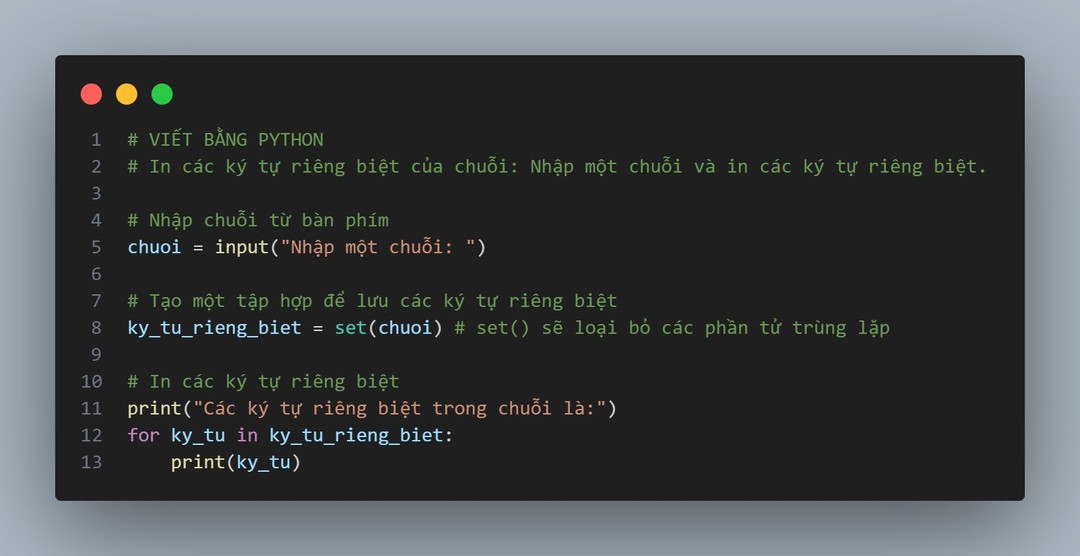 1 # VIẾT BẰNG PYTHON
2 # In các ký tự riêng biệt của chuỗi: Nhập một chuỗi và in các ký tự riêng biệt.
3
4 # Nhập chuỗi từ bàn phím
5 chuoi = input("Nhập một chuỗi: ")
6
7 # Tạo một tập hợp để lưu các ký tự riêng biệt
8 ky_tu_rieng_biet = set(chuoi) # set() sẽ loại bỏ các phần tử trùng lặp
9
10 # In các ký tự riêng biệt
11 print("Các ký tự riêng biệt trong chuỗi là:")
12 for ky_tu in ky_tu_rieng_biet:
13     print(ky_tu)